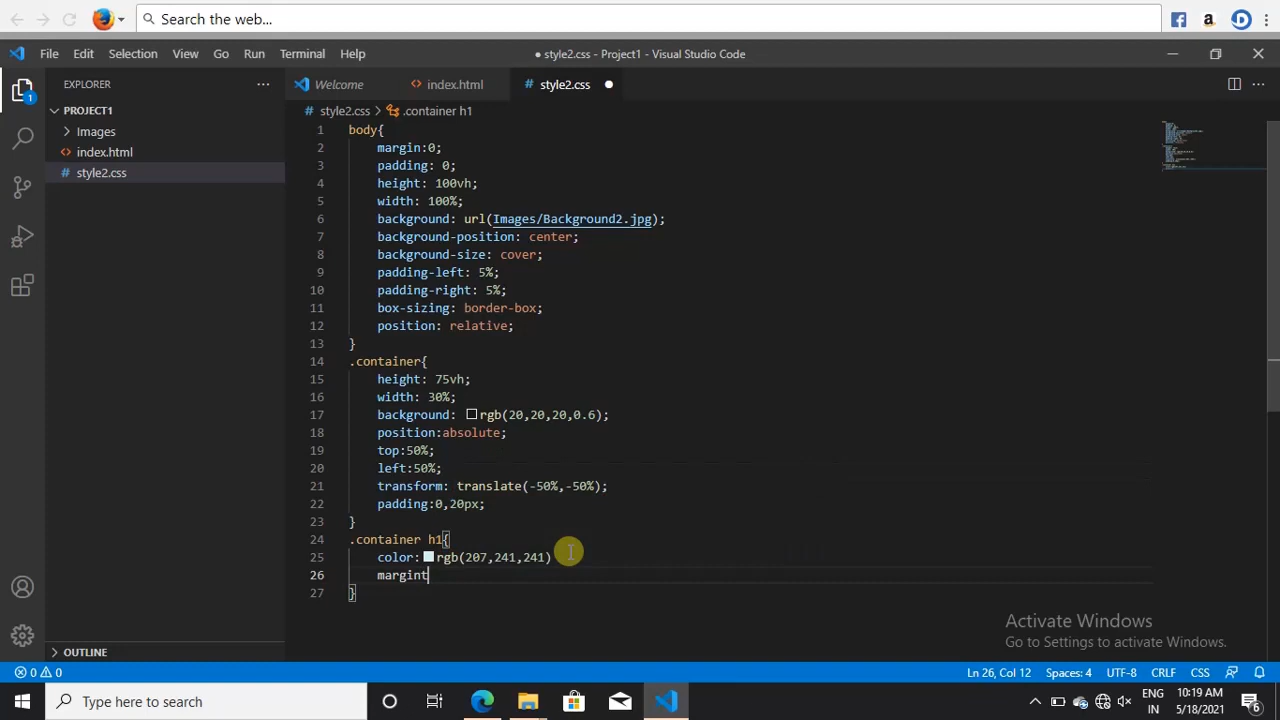 Search the web...
File Edit Selection View Go Run Terminal Help
● style2.css - Project1 - Visual Studio Code
EXPLORER
Welcome
index.html
# style2.css
PROJECT1
Images
index.html
# style2.css
# style2.css > .container h1
1 body{
2 margin:0;
3 padding: 0;
4 height: 100vh;
5 width: 100%;
6 background: url(Images/Background2.jpg);
7 background-position: center;
8 background-size: cover;
9 padding-left: 5%;
10 padding-right: 5%;
11 box-sizing: border-box;
12 position: relative;
13 }
14 .container{
15 height: 75vh;
16 width: 30%;
17 background: rgb(20,20,20,0.6);
18 position:absolute;
19 top:50%;
20 left:50%;
21 transform: translate(-50%,-50%);
22 padding:0,20px;
23 }
24 .container h1{
25 color: rgb(207,241,241)
26 margint
27 }
Activate Windows
Go to Settings to activate Windows.
OUTLINE
0 0
Ln 26, Col 12 Spaces: 4 UTF-8 CRLF CSS
Type here to search
ENG
IN
10:19 AM
5/18/2021
6
1